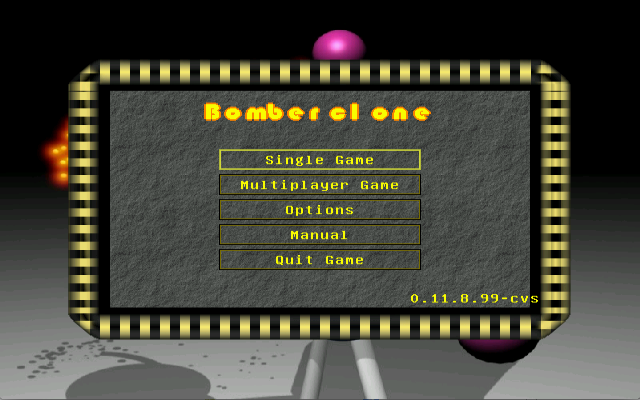 Bomberclone
Single Game
Multiplayer Game
Options
Manual
Quit Game
0.11.8.99-cvs